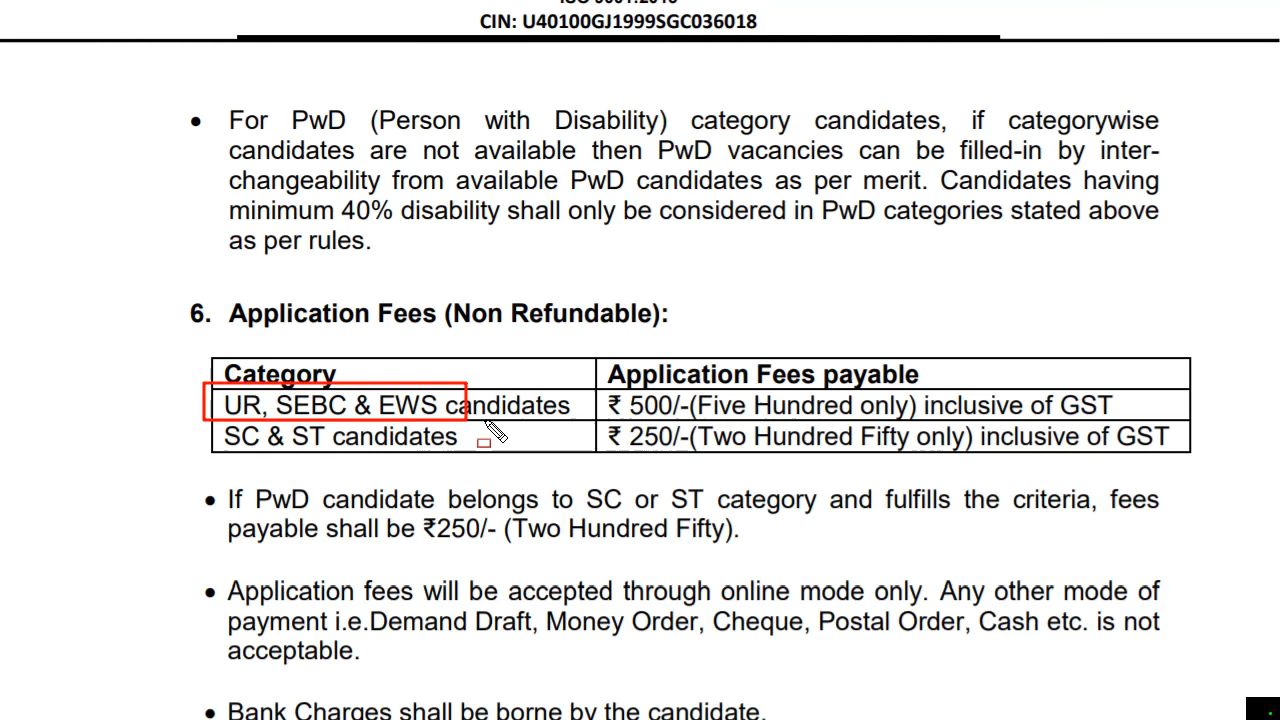 CIN: U40100GJ1999SGC036018
• For PwD (Person with Disability) category candidates, if categorywise
candidates are not available then PwD vacancies can be filled-in by inter-
changeability from available PwD candidates as per merit. Candidates having
minimum 40% disability shall only be considered in PwD categories stated above
as per rules.
6. Application Fees (Non Refundable):
Category Application Fees payable
UR, SEBC & EWS candidates ₹ 500/-(Five Hundred only) inclusive of GST
SC & ST candidates ₹ 250/-(Two Hundred Fifty only) inclusive of GST
• If PwD candidate belongs to SC or ST category and fulfills the criteria, fees
payable shall be ₹250/- (Two Hundred Fifty).
• Application fees will be accepted through online mode only. Any other mode of
payment i.e.Demand Draft, Money Order, Cheque, Postal Order, Cash etc. is not
acceptable.
• Bank Charges shall be borne by the candidate.